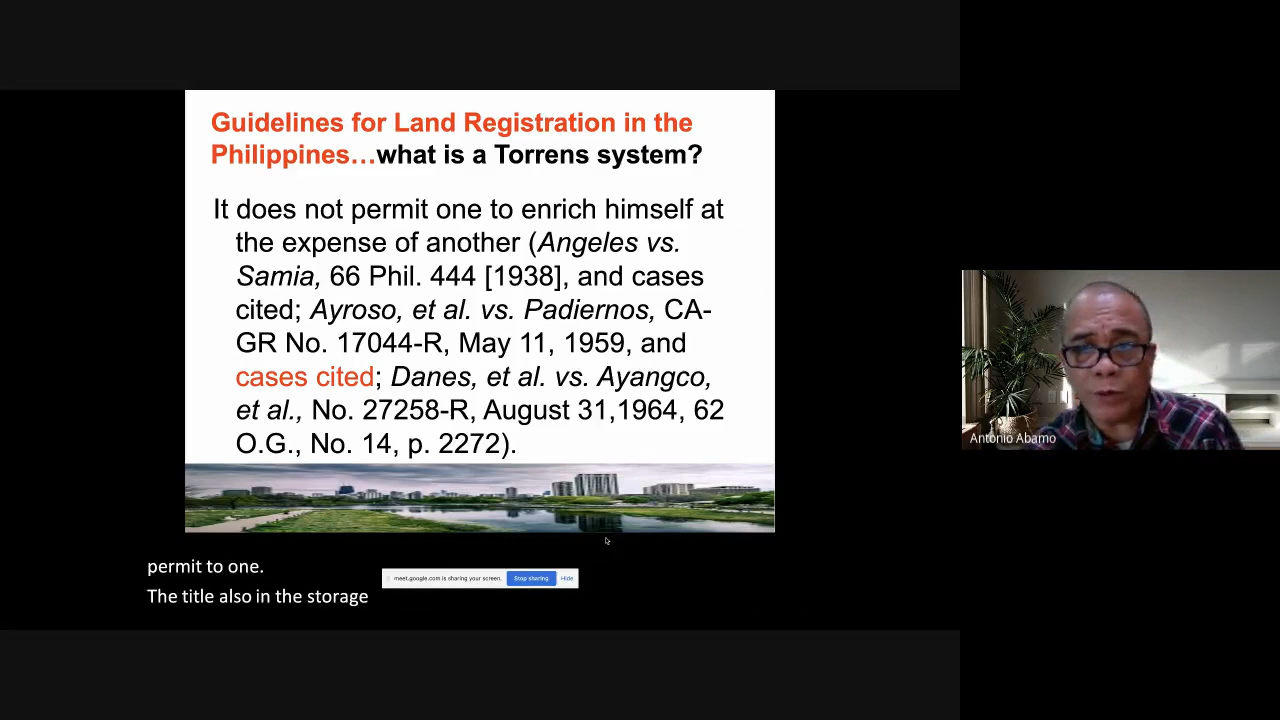 Guidelines for Land Registration in the
Philippines…what is a Torrens system?
It does not permit one to enrich himself at
the expense of another (Angeles vs.
Samia, 66 Phil. 444 [1938], and cases
cited; Ayroso, et al. vs. Padiernos, CA-
GR No. 17044-R, May 11, 1959, and
cases cited; Danes, et al. vs. Ayangco,
et al., No. 27258-R, August 31,1964, 62
O.G., No. 14, p. 2272).
Antonio Abamo
permit to one.
The title also in the storage
meet.google.com is sharing your screen. Stop sharing Hide